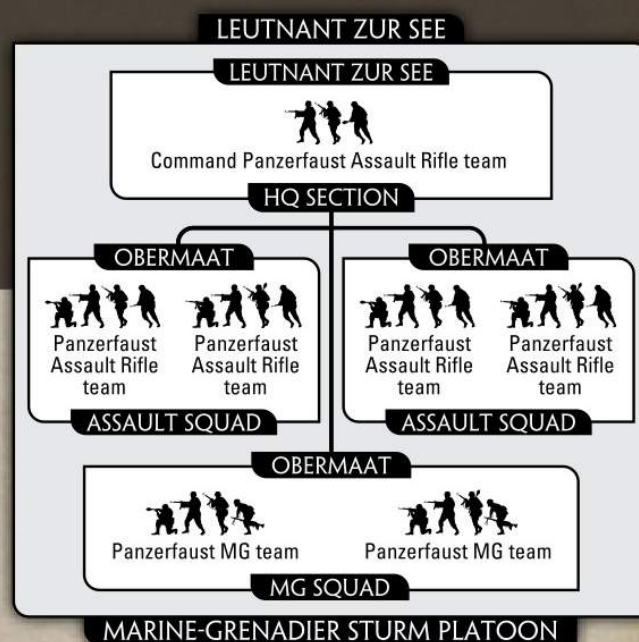 LEUTNANT ZUR SEE
LEUTNANT ZUR SEE
Command Panzerfaust Assault Rifle team
HQ SECTION
OBERMAAT
Panzerfaust
Assault Rifle
team
Panzerfaust
Assault Rifle
team
ASSAULT SQUAD
OBERMAAT
Panzerfaust
Assault Rifle
team
Panzerfaust
Assault Rifle
team
ASSAULT SQUAD
OBERMAAT
Panzerfaust MG team
Panzerfaust MG team
MG SQUAD
MARINE-GRENADIER STURM PLATOON